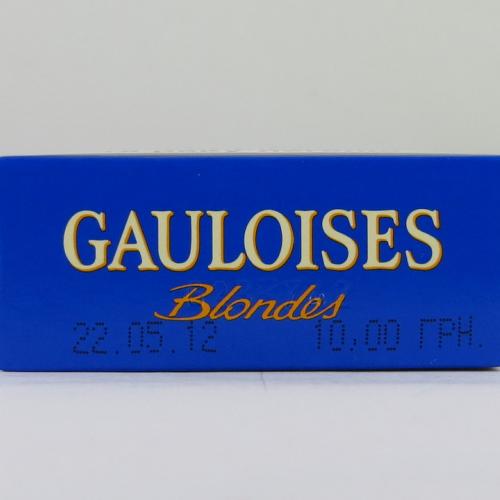 GAULOISES
Blondes
22.05.12 10,00 ГРН.